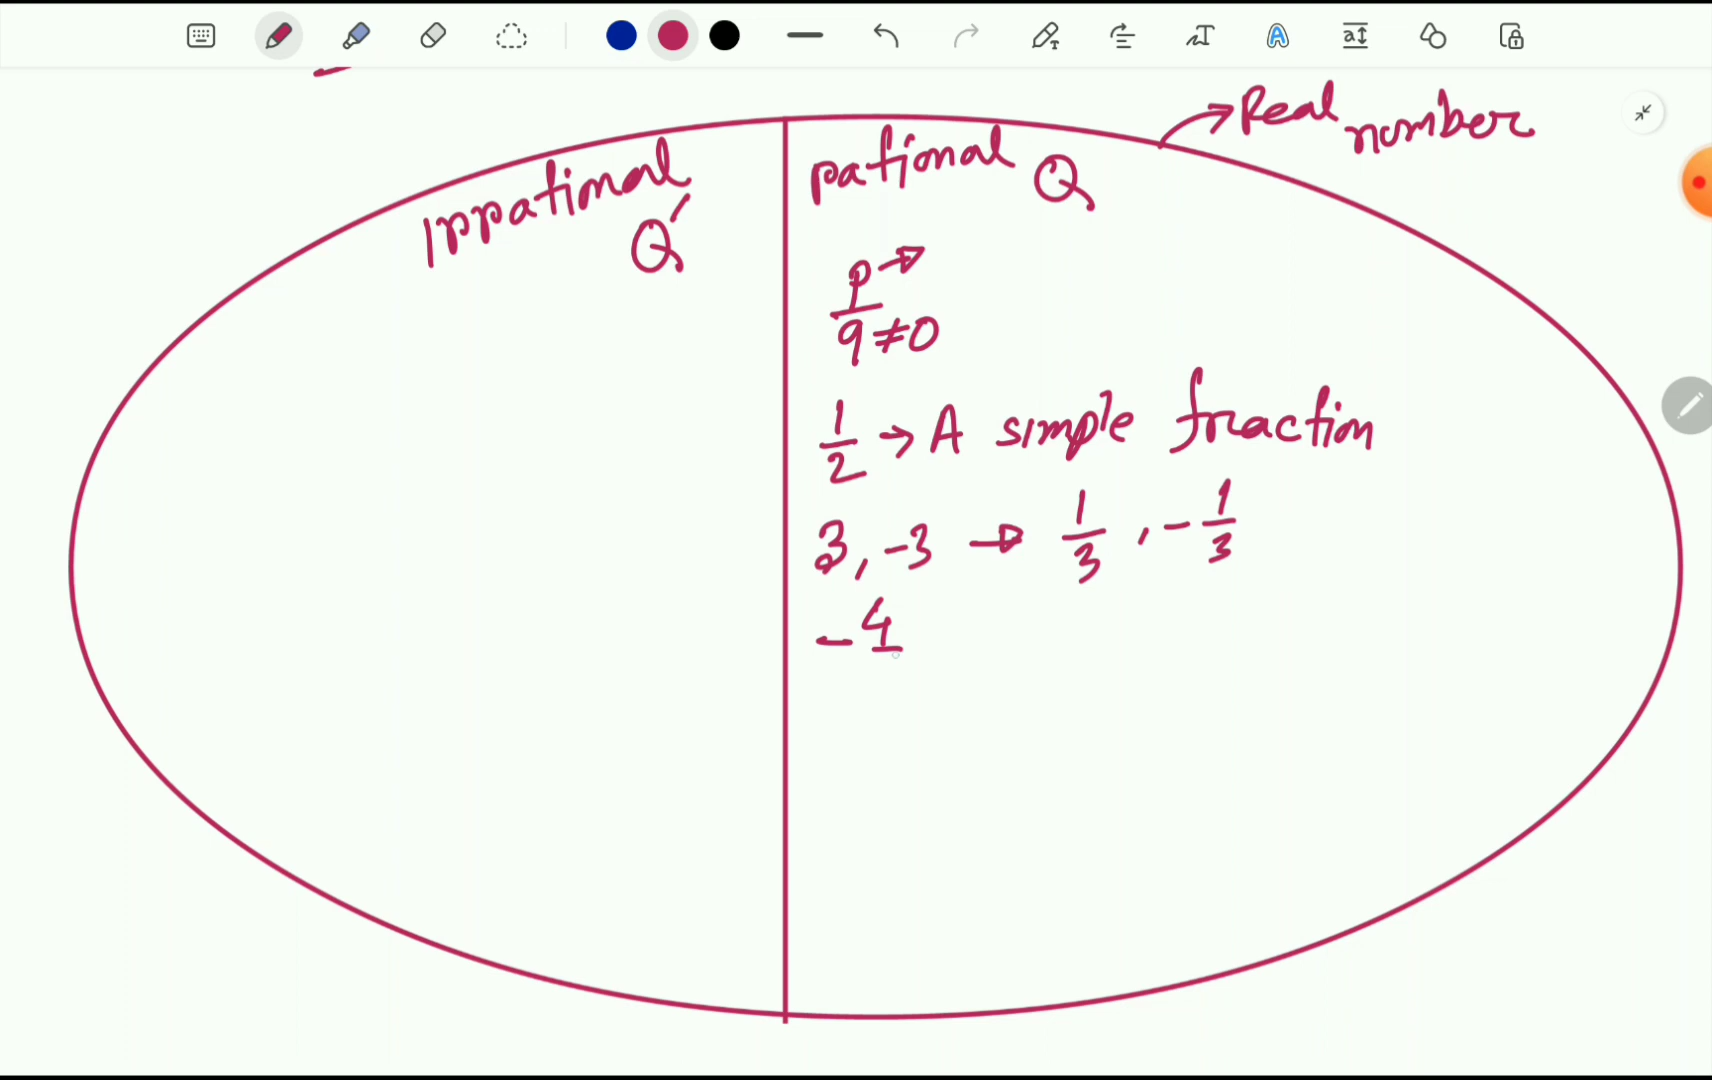 Real number
Irrational
Q′
Rational Q
p/q≠0 →
1/2 → A simple fraction
3, -3 → 1/3, -1/3
-4/